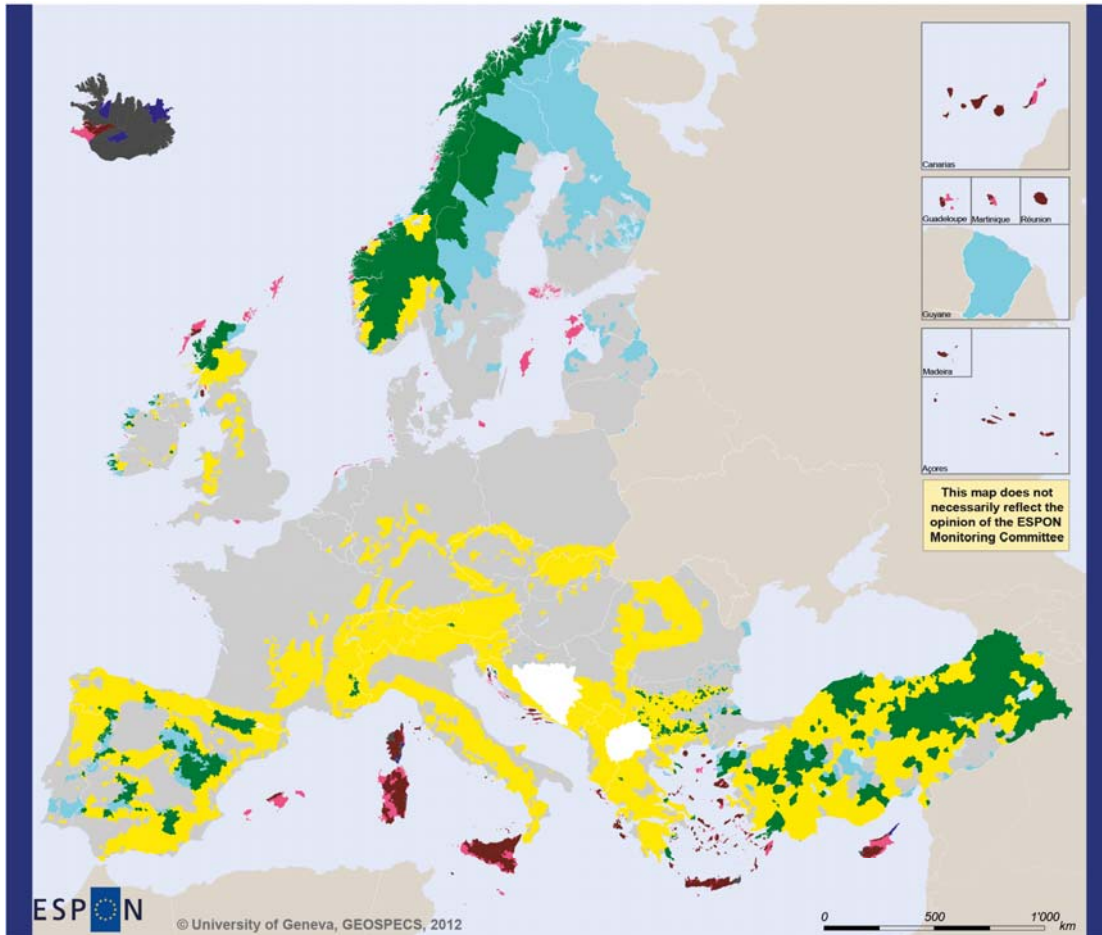 Canarias
Guadeloupe
Martinique
Réunion
Guyane
Madeira
Açores
This map does not
necessarily reflect the
opinion of the ESPON
Monitoring Committee
ESPON
© University of Geneva, GEOSPECS, 2012
0 500 1'000
km